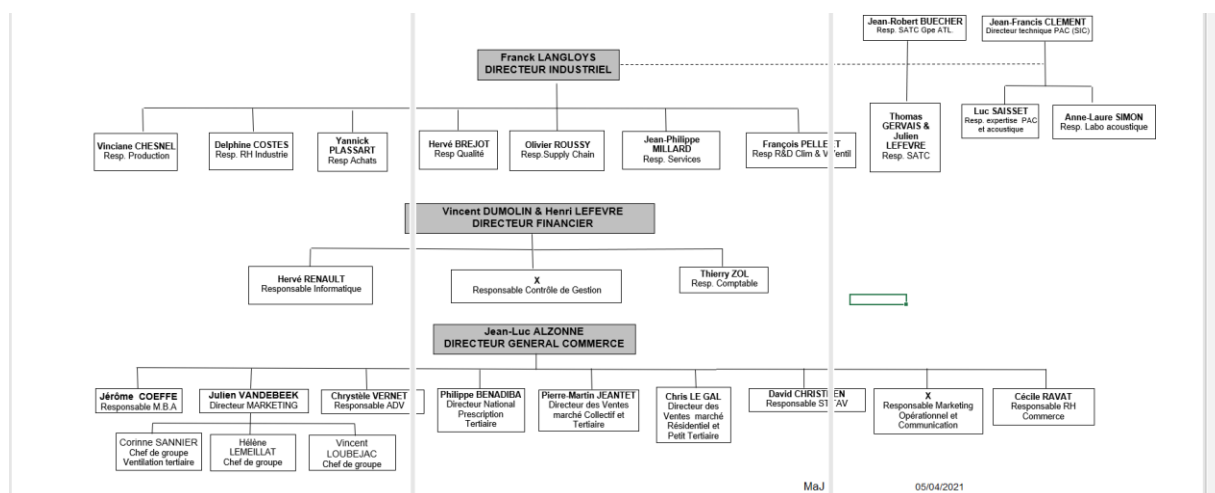 Jean-Robert BUECHER
Resp. SATC Gpe ATL.
Jean-Francis CLEMENT
Directeur technique PAC (SIC)
Franck LANGLOYS
DIRECTEUR INDUSTRIEL
Vinciane CHESNEL
Resp. Production
Delphine COSTES
Resp. RH Industrie
Yannick
PLASSART
Resp Achats
Hervé BREJOT
Resp Qualité
Olivier ROUSSY
Resp.Supply Chain
Jean-Philippe
MILLARD
Resp. Services
François
Resp R&D Clim &
Thomas
GERVAIS &
Julien
LEFEVRE
Resp. SATC
Luc SAISSET
Resp. expertise PAC
et acoustique
Anne-Laure SIMON
Resp. Labo acoustique
Vincent DUMOLIN & Henri LEFEVRE
DIRECTEUR FINANCIER
Hervé RENAULT
Responsable Informatique
X
Responsable Contrôle de Gestion
Thierry ZOL
Resp. Comptable
Jean-Luc ALZONNE
DIRECTEUR GENERAL COMMERCE
Jérôme COEFFE
Responsable M.B.A
Julien VANDEBEEK
Directeur MARKETING
Chrystèle VERNET
Responsable ADV
Philippe BENADIBA
Directeur National
Prescription
Tertiaire
Pierre-Martin JEANTET
Directeur des Ventes
marché Collectif et
Tertiaire
Chris LE GAL
Directeur des
Ventes marché
Résidentiel et
Petit Tertiaire
David
Responsable
X
Responsable Marketing
Opérationnel et
Communication
Cécile RAVAT
Responsable RH
Commerce
Corinne SANNIER
Chef de groupe
Ventilation tertiaire
Hélène
LEMEILLAT
Chef de groupe
Vincent
LOUBEJAC
Chef de groupe
MaJ
05/04/2021